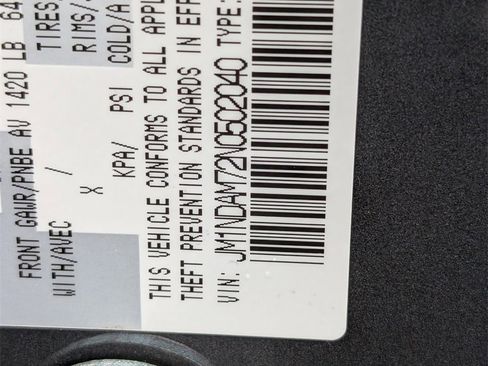 FRONT GAWR/PNBE AV 1420 LB 64
WITH/AVEC / TIRES/
X RIMS/
KPA/ PSI COLD/A
THIS VEHICLE CONFORMS TO ALL APPL
THEFT PREVENTION STANDARDS IN EFF
VIN: JM1NDAM72N0502040 TYPE: